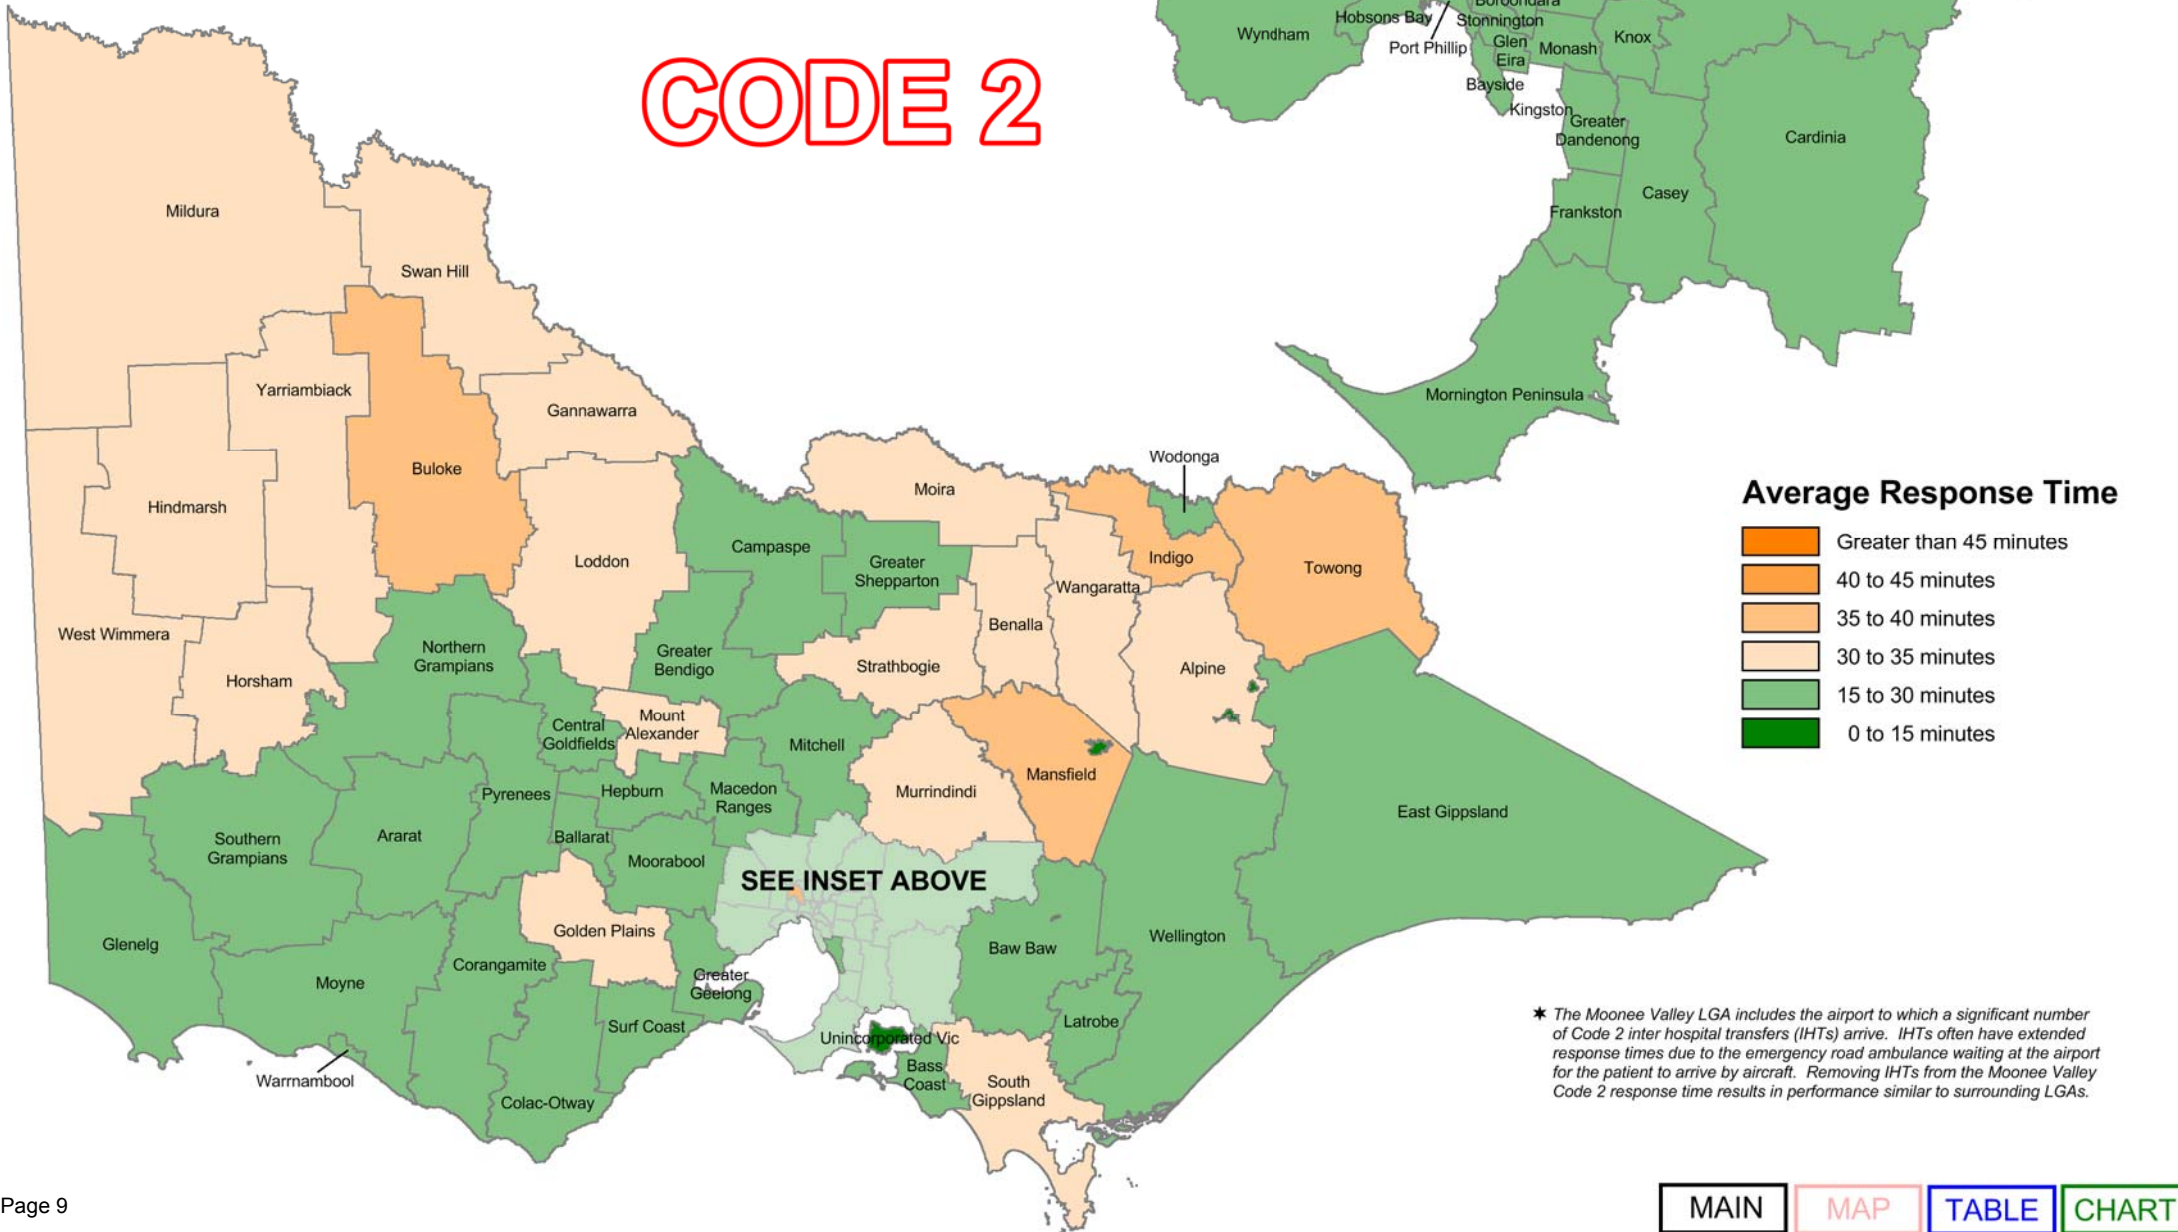 Boroondara
Hobsons Bay
Stonnington
Wyndham
Port Phillip
Glen
Eira
Monash
Knox
Bayside
Kingston
Greater
Dandenong
Cardinia
Casey
Frankston
Mornington Peninsula
CODE 2
Mildura
Swan Hill
Yarriambiack
Gannawarra
Buloke
Hindmarsh
Loddon
West Wimmera
Horsham
Northern
Grampians
Campaspe
Greater
Shepparton
Moira
Wodonga
Indigo
Towong
Wangaratta
Benalla
Strathbogie
Greater
Bendigo
Alpine
Mount
Alexander
Central
Goldfields
Mitchell
Mansfield
Murrindindi
Macedon
Ranges
Hepburn
Pyrenees
Ararat
Southern
Grampians
Ballarat
Moorabool
East Gippsland
SEE INSET ABOVE
Golden Plains
Glenelg
Moyne
Corangamite
Greater
Geelong
Baw Baw
Wellington
Latrobe
Surf Coast
Unincorporated Vic
Bass
Coast
South
Gippsland
Warrnambool
Colac-Otway
Average Response Time
Greater than 45 minutes
40 to 45 minutes
35 to 40 minutes
30 to 35 minutes
15 to 30 minutes
0 to 15 minutes
✶ The Moonee Valley LGA includes the airport to which a significant number
of Code 2 inter hospital transfers (IHTs) arrive. IHTs often have extended
response times due to the emergency road ambulance waiting at the airport
for the patient to arrive by aircraft. Removing IHTs from the Moonee Valley
Code 2 response time results in performance similar to surrounding LGAs.
Page 9
MAIN
MAP
TABLE
CHART